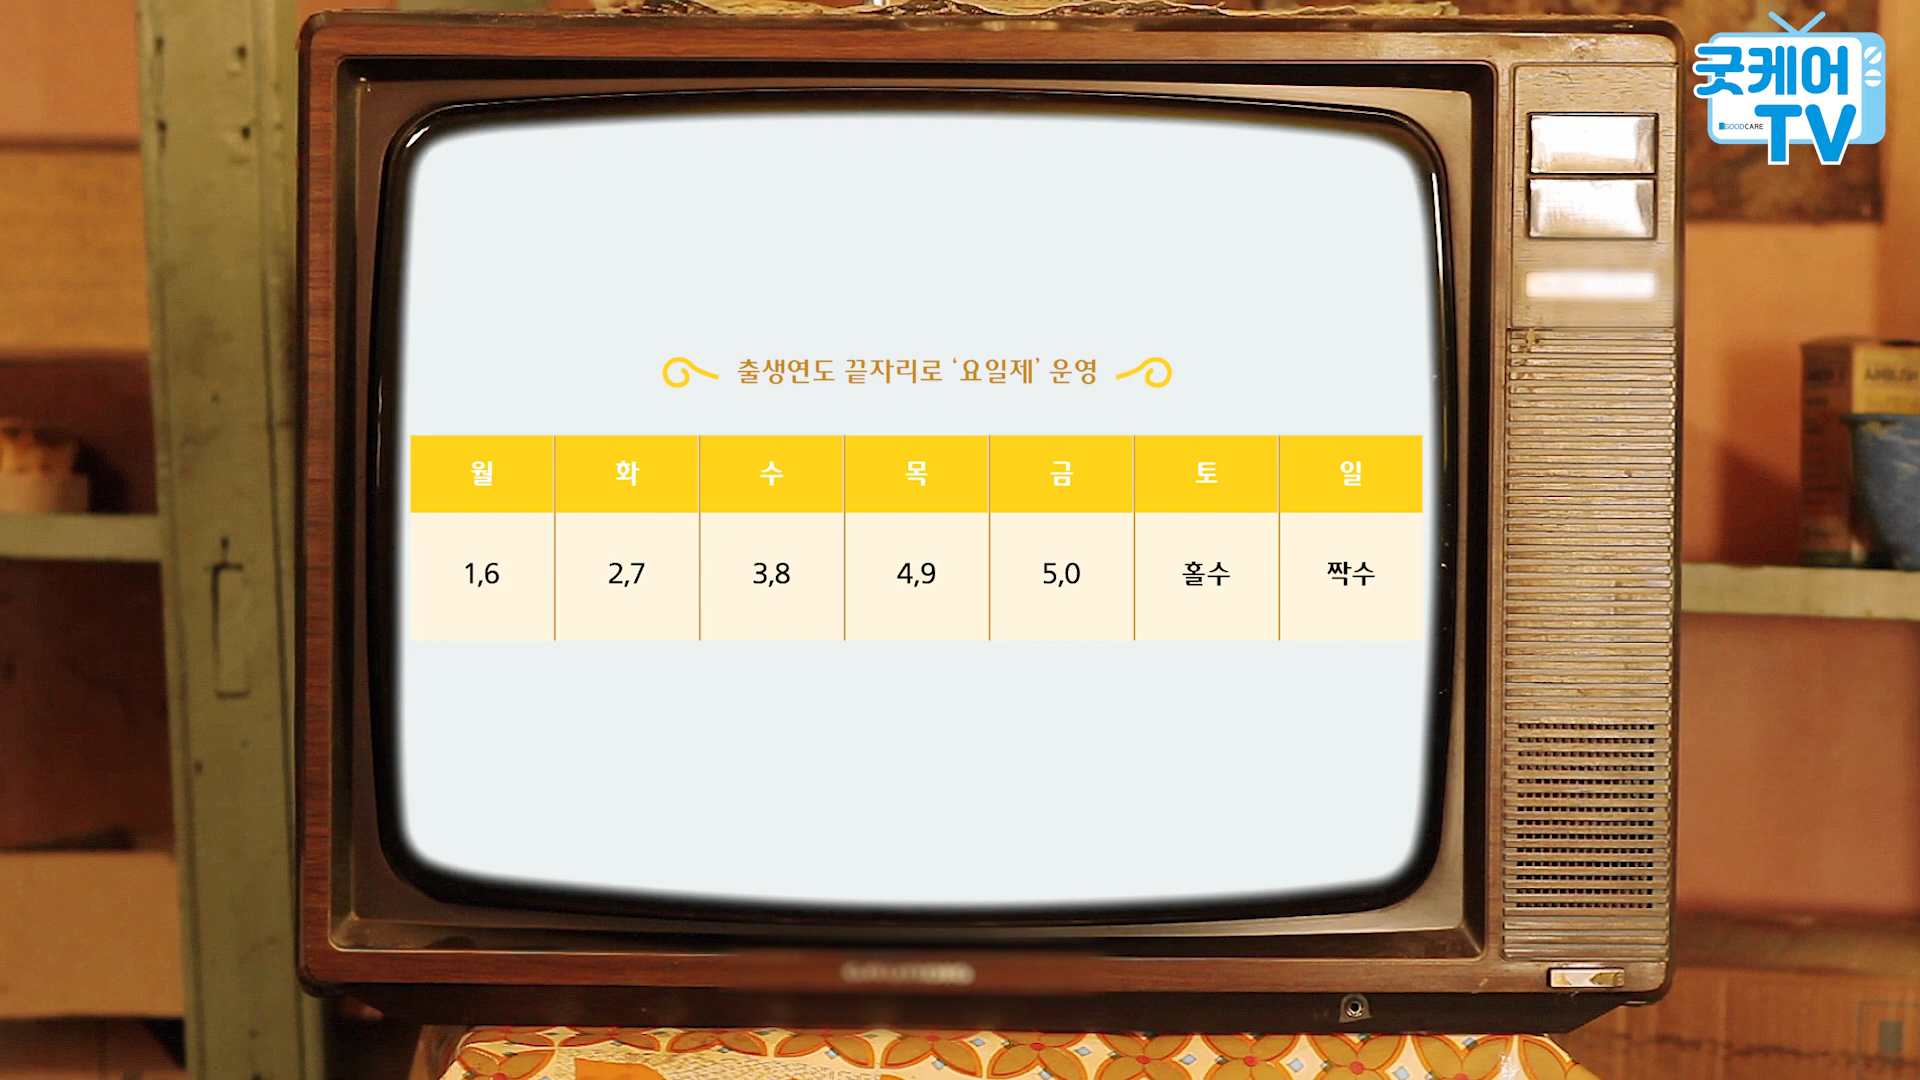 굿케어
TV
GOODCARE
출생연도 끝자리로 ‘요일제’ 운영
월 화 수 목 금 토 일
1,6 2,7 3,8 4,9 5,0 홀수 짝수